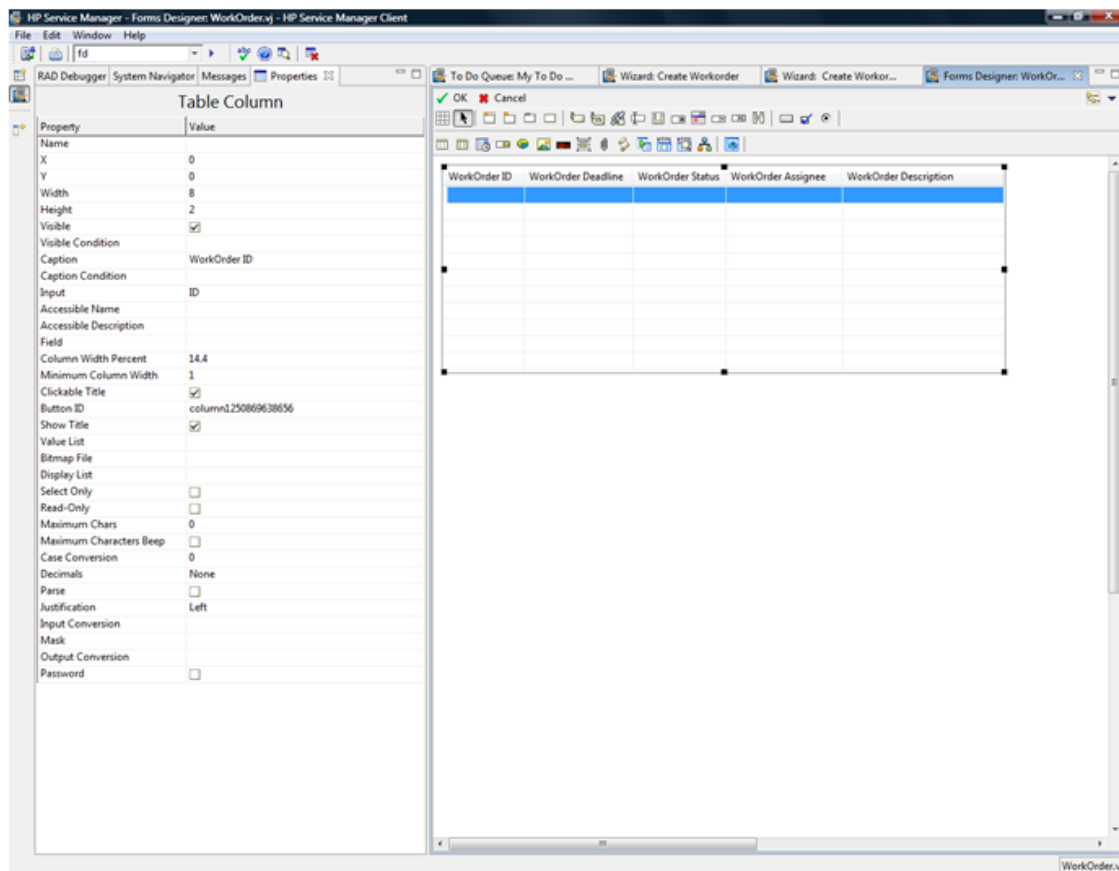 HP Service Manager - Forms Designer: WorkOrder.vj - HP Service Manager Client
File Edit Window Help
fd
RAD Debugger System Navigator Messages Properties
Table Column
Property Value
Name
X 0
Y 0
Width 8
Height 2
Visible
Visible Condition
Caption WorkOrder ID
Caption Condition
Input ID
Accessible Name
Accessible Description
Field
Column Width Percent 14.4
Minimum Column Width 1
Clickable Title
Button ID column1250869638656
Show Title
Value List
Bitmap File
Display List
Select Only
Read-Only
Maximum Chars 0
Maximum Characters Beep
Case Conversion 0
Decimals None
Parse
Justification Left
Input Conversion
Mask
Output Conversion
Password
To Do Queue: My To Do ... Wizard: Create Workorder Wizard: Create Workor... Forms Designer: WorkOr...
OK Cancel
WorkOrder ID WorkOrder Deadline WorkOrder Status WorkOrder Assignee WorkOrder Description
WorkOrder.v